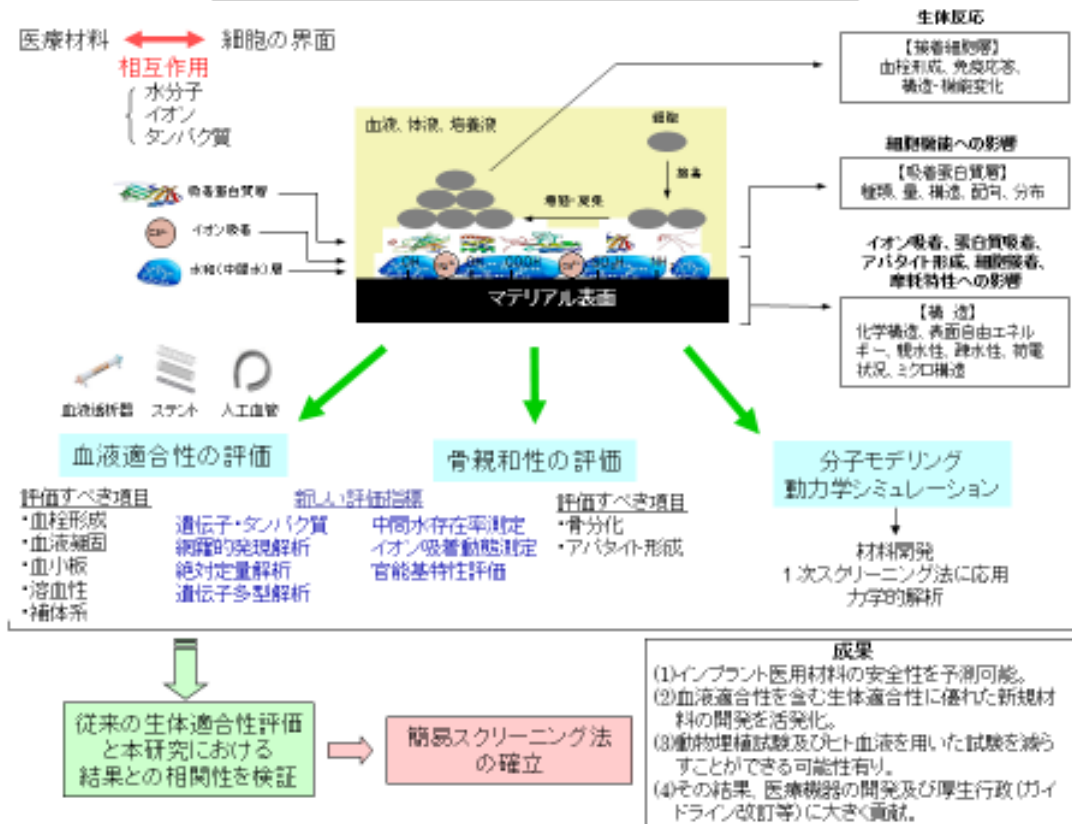 医療材料
細胞の界面
相互作用
水分子
イオン
タンパク質
血液、体液、培養液
細胞
接着
増殖・凝集
吸着蛋白質層
イオン吸着
水和(中間水)層
OH
COOH
NH
マテリアル表面
生体反応
【接着細胞層】
血栓形成、免疫応答、
構造・機能変化
細胞機能への影響
【吸着蛋白質層】
種類、量、構造、配向、分布
イオン吸着、蛋白質吸着、
アパタイト形成、細胞接着、
摩耗特性への影響
【構 造】
化学構造、表面自由エネル
ギー、親水性、疎水性、荷電
状況、ミクロ構造
血液透析器
ステント
人工血管
血液適合性の評価
骨親和性の評価
分子モデリング
動力学シミュレーション
評価すべき項目
・血栓形成
・血液凝固
・血小板
・溶血性
・補体系
新しい評価指標
遺伝子・タンパク質
網羅的発現解析
絶対定量解析
遺伝子多型解析
中間水存在率測定
イオン吸着動態測定
官能基特性評価
評価すべき項目
・骨分化
・アパタイト形成
材料開発
1次スクリーニング法に応用
力学的解析
従来の生体適合性評価
と本研究における
結果との相関性を検証
簡易スクリーニング法
の確立
成果
(1)インプラント医用材料の安全性を予測可能。
(2)血液適合性を含む生体適合性に優れた新規材
料の開発を活発化。
(3)動物埋植試験及びヒト血液を用いた試験を減ら
すことができる可能性有り。
(4)その結果、医療機器の開発及び厚生行政(ガイ
ドライン改訂等)に大きく貢献。